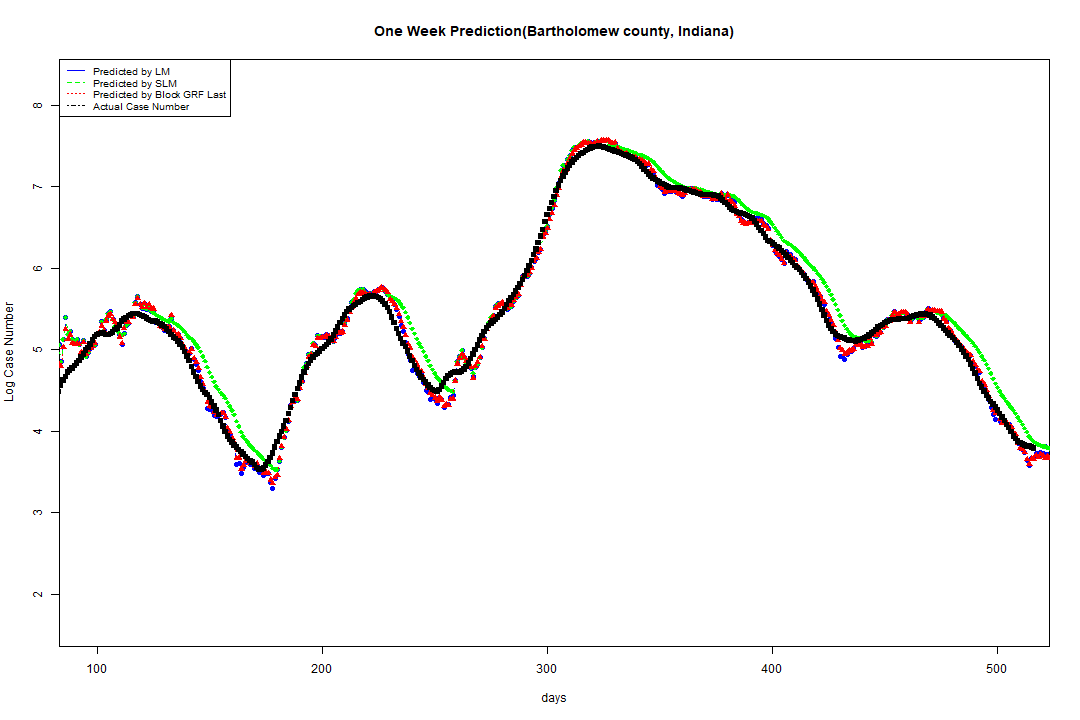 One Week Prediction(Bartholomew county, Indiana)
Predicted by LM
Predicted by SLM
Predicted by Block GRF Last
Actual Case Number
8
7
6
5
4
3
2
Log Case Number
100 200 300 400 500
days